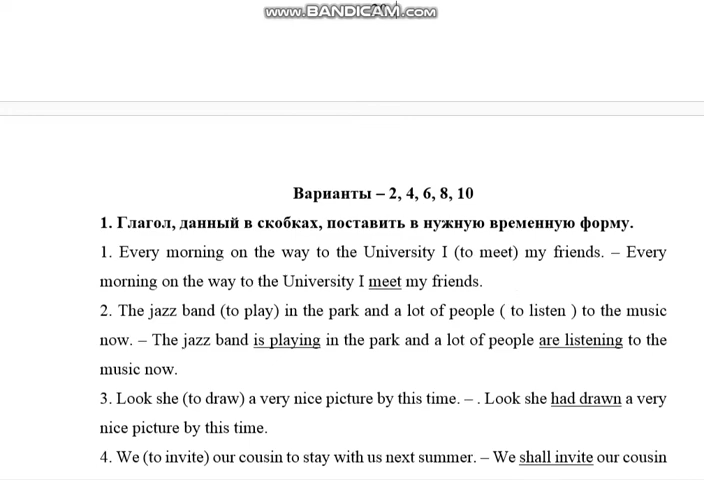 www.BANDICAM.com
Варианты – 2, 4, 6, 8, 10
1. Глагол, данный в скобках, поставить в нужную временную форму.
1. Every morning on the way to the University I (to meet) my friends. – Every
morning on the way to the University I meet my friends.
2. The jazz band (to play) in the park and a lot of people ( to listen ) to the music
now. – The jazz band is playing in the park and a lot of people are listening to the
music now.
3. Look she (to draw) a very nice picture by this time. – . Look she had drawn a very
nice picture by this time.
4. We (to invite) our cousin to stay with us next summer. – We shall invite our cousin